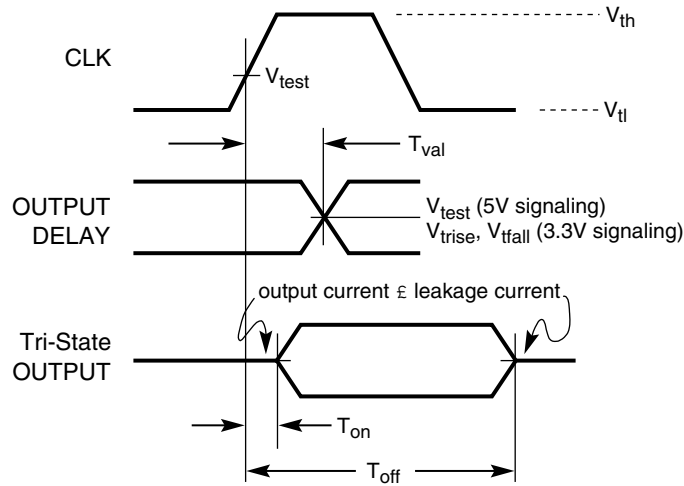 V_th
CLK
V_test
V_tl
T_val
OUTPUT
DELAY
V_test (5V signaling)
V_trise, V_tfall (3.3V signaling)
output current £ leakage current
Tri-State
OUTPUT
T_on
T_off